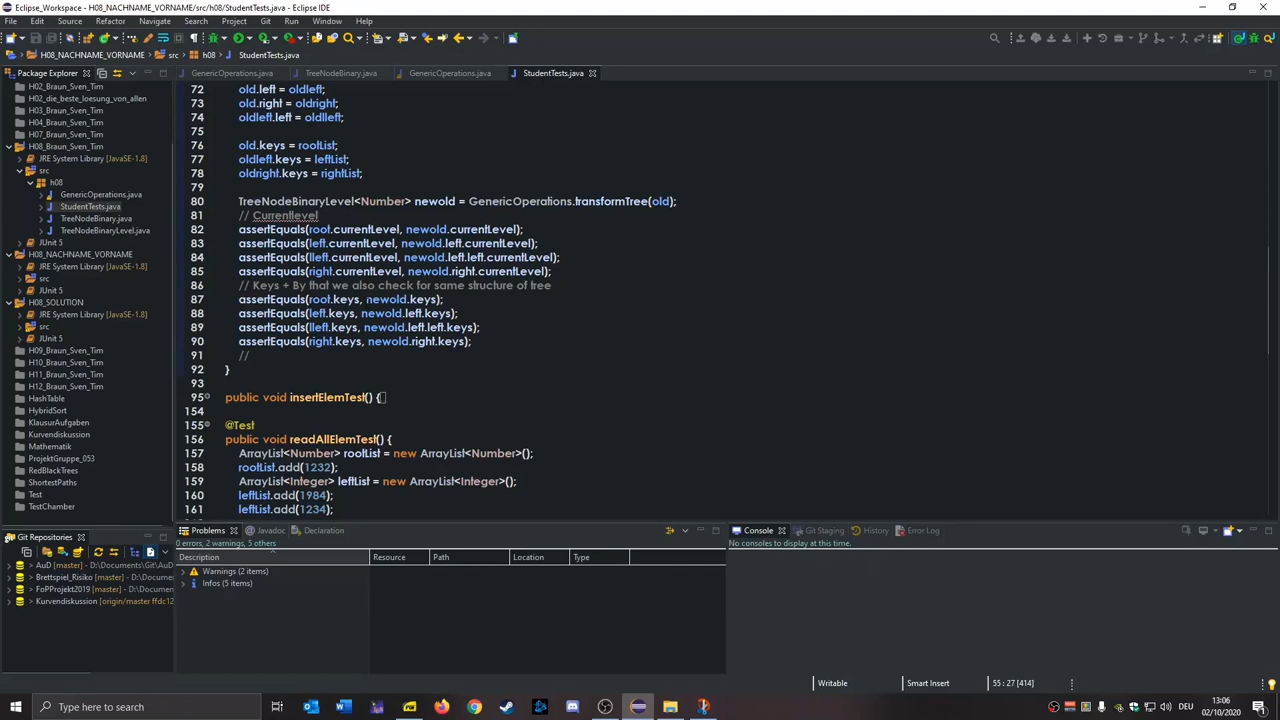 Eclipse_Workspace - H08_NACHNAME_VORNAME/src/h08/StudentTests.java - Eclipse IDE
File Edit Source Refactor Navigate Search Project Git Run Window Help
H08_NACHNAME_VORNAME src h08 StudentTests.java
Package Explorer
H02_Braun_Sven_Tim
H02_die_beste_loesung_von_allen
H03_Braun_Sven_Tim
H04_Braun_Sven_Tim
H07_Braun_Sven_Tim
H08_Braun_Sven_Tim
JRE System Library [JavaSE-1.8]
src
h08
GenericOperations.java
StudentTests.java
TreeNodeBinary.java
TreeNodeBinaryLevel.java
JUnit 5
H08_NACHNAME_VORNAME
JRE System Library [JavaSE-1.8]
src
JUnit 5
H08_SOLUTION
JRE System Library [JavaSE-1.8]
src
JUnit 5
H09_Braun_Sven_Tim
H10_Braun_Sven_Tim
H11_Braun_Sven_Tim
H12_Braun_Sven_Tim
HashTable
HybridSort
KlausurAufgaben
Kurvendiskussion
Mathematik
ProjektGruppe_053
RedBlackTrees
ShortestPaths
Test
TestChamber
GenericOperations.java TreeNodeBinary.java GenericOperations.java StudentTests.java
72 old.left = oldleft;
73 old.right = oldright;
74 oldleft.left = oldlleft;
75
76 old.keys = rootList;
77 oldleft.keys = leftList;
78 oldright.keys = rightList;
79
80 TreeNodeBinaryLevel<Number> newold = GenericOperations.transformTree(old);
81 // Currentlevel
82 assertEquals(root.currentLevel, newold.currentLevel);
83 assertEquals(left.currentLevel, newold.left.currentLevel);
84 assertEquals(lleft.currentLevel, newold.left.left.currentLevel);
85 assertEquals(right.currentLevel, newold.right.currentLevel);
86 // Keys + By that we also check for same structure of tree
87 assertEquals(root.keys, newold.keys);
88 assertEquals(left.keys, newold.left.keys);
89 assertEquals(lleft.keys, newold.left.left.keys);
90 assertEquals(right.keys, newold.right.keys);
91 //
92 }
93
95 public void insertElemTest() {
154
155 @Test
156 public void readAllElemTest() {
157 ArrayList<Number> rootList = new ArrayList<Number>();
158 rootList.add(1232);
159 ArrayList<Integer> leftList = new ArrayList<Integer>();
160 leftList.add(1984);
161 leftList.add(1234);
Git Repositories
> AuD [master] - D:\Documents\Git\AuD
> Brettspiel_Risiko [master] - D:\Docume
> FoPProjekt2019 [master] - D:\Documen
> Kurvendiskussion [origin/master ffdc12
Problems Javadoc Declaration
0 errors, 2 warnings, 5 others
Description Resource Path Location Type
Warnings (2 items)
Infos (5 items)
Console Git Staging History Error Log
No consoles to display at this time.
Writable Smart Insert 55 : 27 [414]
Type here to search
DEU
13:06
02/10/2020